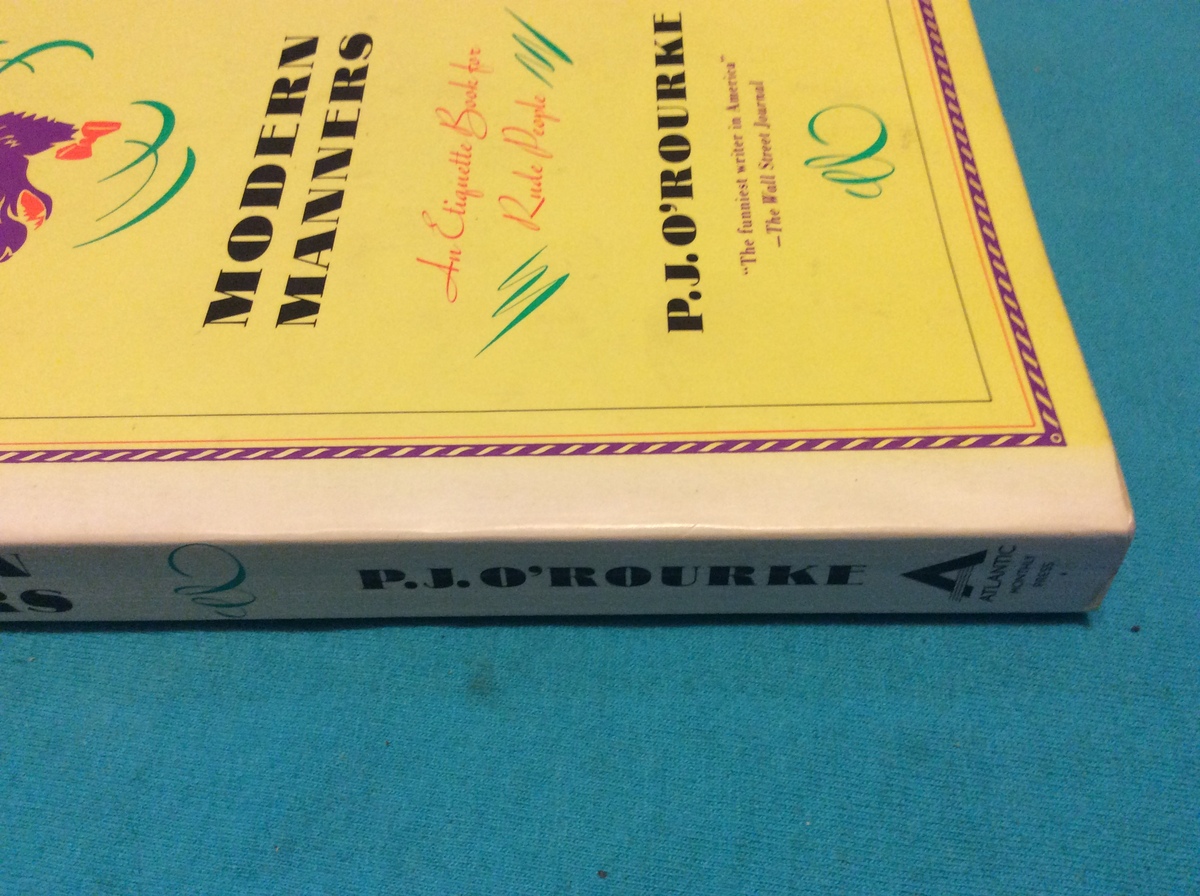 MODERN
MANNERS
An Etiquette Book for
Rude People
P.J.O'ROURKE
"The funniest writer in America"
—The Wall Street Journal
N
RS
P.J.O'ROURKE
A
ATLANTIC
MONTHLY
PRESS